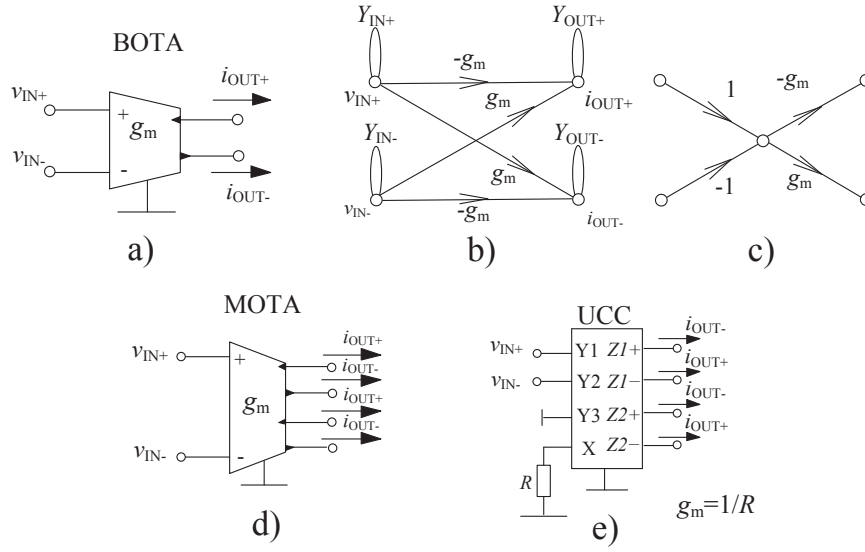 BOTA
vIN+
vIN-
+
-
gm
iOUT+
iOUT-
a)
YIN+
YOUT+
-gm
vIN+
gm
iOUT+
YIN-
YOUT-
gm
vIN-
-gm
iOUT-
b)
1
-gm
-1
gm
c)
MOTA
vIN+
vIN-
+
-
gm
iOUT+
iOUT-
iOUT+
iOUT-
d)
UCC
vIN+
vIN-
Y1 Z1+
Y2 Z1−
Y3 Z2+
X Z2−
iOUT-
iOUT+
iOUT-
iOUT+
R
gm=1/R
e)